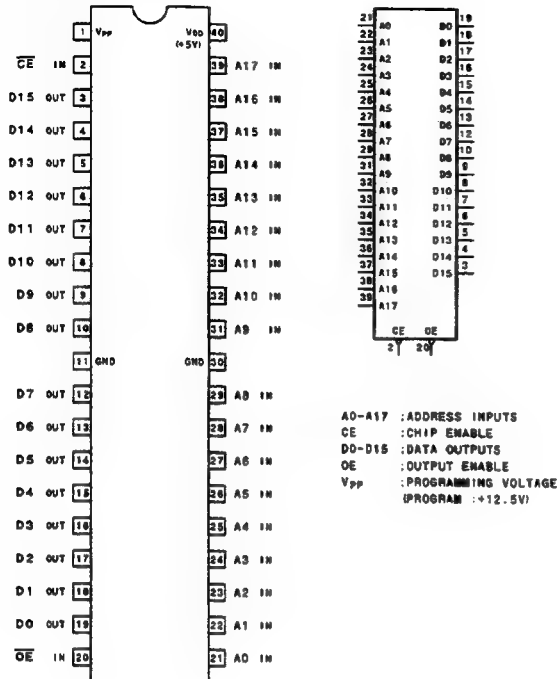 1 Vpp VDD 40
(+5V)
CE IN 2 39 A17 IN
D15 OUT 3 38 A16 IN
D14 OUT 4 37 A15 IN
D13 OUT 5 36 A14 IN
D12 OUT 6 35 A13 IN
D11 OUT 7 34 A12 IN
D10 OUT 8 33 A11 IN
D9 OUT 9 32 A10 IN
D8 OUT 10 31 A9 IN
11 GND GND 30
D7 OUT 12 29 A8 IN
D6 OUT 13 28 A7 IN
D5 OUT 14 27 A6 IN
D4 OUT 15 26 A5 IN
D3 OUT 16 25 A4 IN
D2 OUT 17 24 A3 IN
D1 OUT 18 23 A2 IN
D0 OUT 19 22 A1 IN
OE IN 20 21 A0 IN
21 A0 D0 19
22 A1 D1 18
23 A2 D2 17
24 A3 D3 16
25 A4 D4 15
26 A5 D5 14
27 A6 D6 13
28 A7 D7 12
29 A8 D8 10
31 A9 D9 9
32 A10 D10 8
33 A11 D11 7
34 A12 D12 6
35 A13 D13 5
36 A14 D14 4
37 A15 D15 3
38 A16
39 A17
CE OE
2 20
A0-A17 :ADDRESS INPUTS
CE :CHIP ENABLE
D0-D15 :DATA OUTPUTS
OE :OUTPUT ENABLE
Vpp :PROGRAMMING VOLTAGE
(PROGRAM :+12.5V)